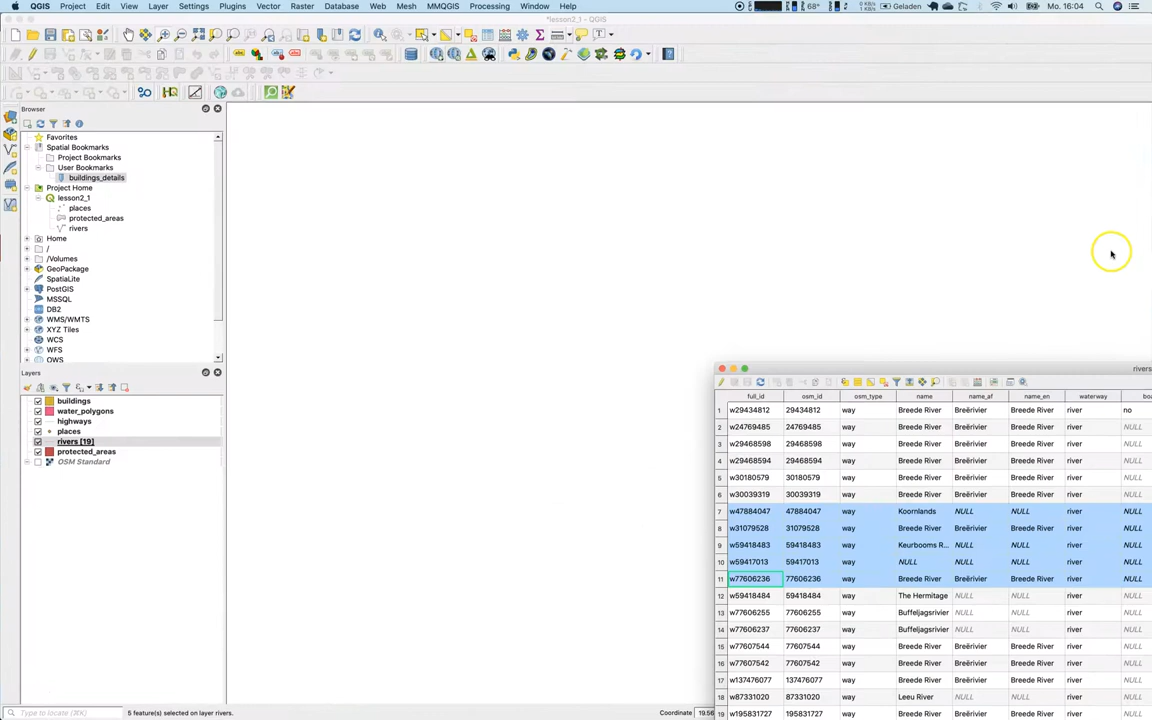 QGIS Project Edit View Layer Settings Plugins Vector Raster Database Web Mesh MMQGIS Processing Window Help 68° Geladen Mo. 16:04
*lesson2_1 - QGIS
Browser
Favorites
Spatial Bookmarks
Project Bookmarks
User Bookmarks
buildings_details
Project Home
lesson2_1
places
protected_areas
rivers
Home
/
/Volumes
GeoPackage
SpatiaLite
PostGIS
MSSQL
DB2
WMS/WMTS
XYZ Tiles
WCS
WFS
OWS
Layers
buildings
water_polygons
highways
places
rivers [19]
protected_areas
OSM Standard
rivers
full_id osm_id osm_type name name_af name_en waterway boa
1 w29434812 29434812 way Breede River Breërivier Breede River river no
2 w24769485 24769485 way Breede River Breërivier Breede River river NULL
3 w29468598 29468598 way Breede River Breërivier Breede River river NULL
4 w29468594 29468594 way Breede River Breërivier Breede River river NULL
5 w30180579 30180579 way Breede River Breërivier Breede River river NULL
6 w30039319 30039319 way Breede River Breërivier Breede River river NULL
7 w47884047 47884047 way Koornlands NULL NULL river NULL
8 w31079528 31079528 way Breede River Breërivier Breede River river NULL
9 w59418483 59418483 way Keurbooms R... NULL NULL river NULL
10 w59417013 59417013 way NULL NULL NULL river NULL
11 w77606236 77606236 way Breede River Breërivier Breede River river NULL
12 w59418484 59418484 way The Hermitage NULL NULL river NULL
13 w77606255 77606255 way Buffeljagsrivier NULL NULL river NULL
14 w77606237 77606237 way Buffeljagsrivier NULL NULL river NULL
15 w77607544 77607544 way Breede River Breërivier Breede River river NULL
16 w77607542 77607542 way Breede River Breërivier Breede River river NULL
17 w137476077 137476077 way Breede River Breërivier Breede River river NULL
18 w87331020 87331020 way Leeu River NULL NULL river NULL
19 w195831727 195831727 way Breede River Breërivier Breede River river NULL
Type to locate (⌘K) 5 feature(s) selected on layer rivers. Coordinate 19.56